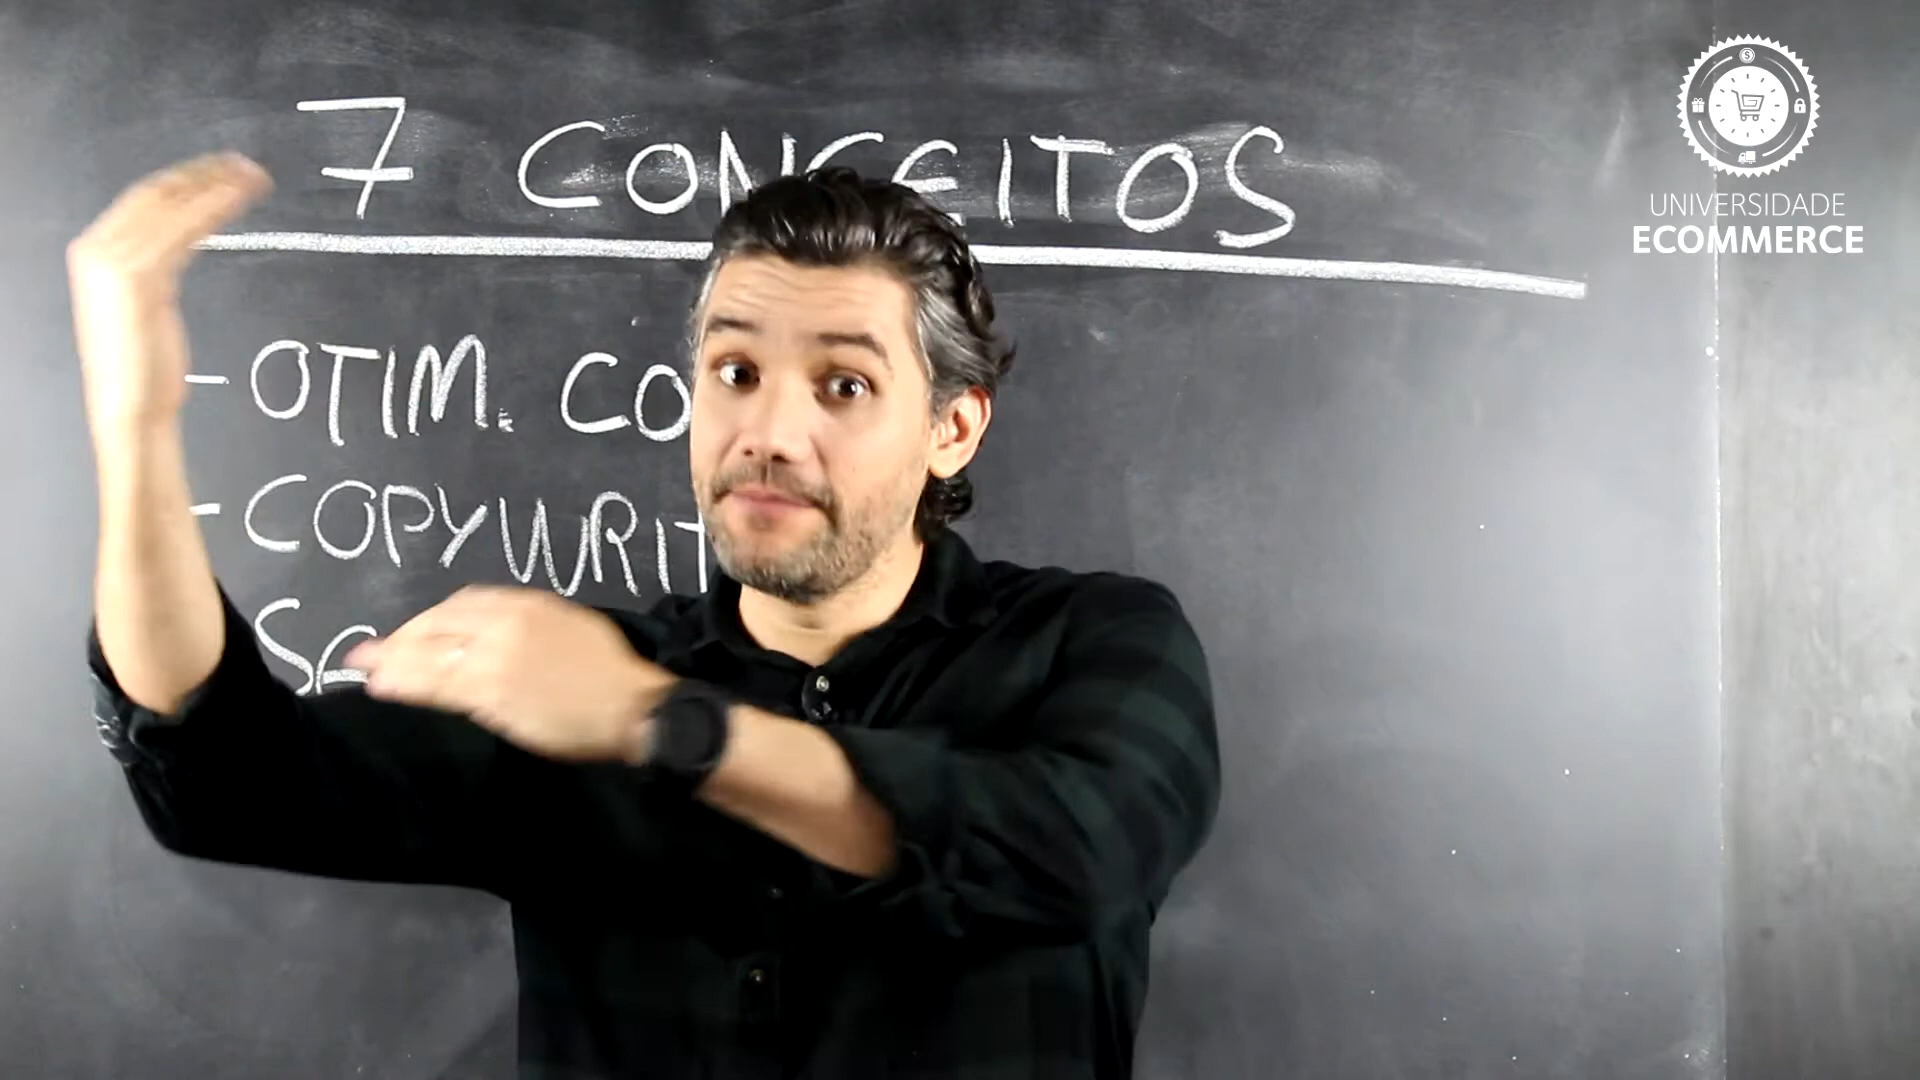 7 CONCEITOS
- OTIM. CO
- COPYWRIT
UNIVERSIDADE
ECOMMERCE